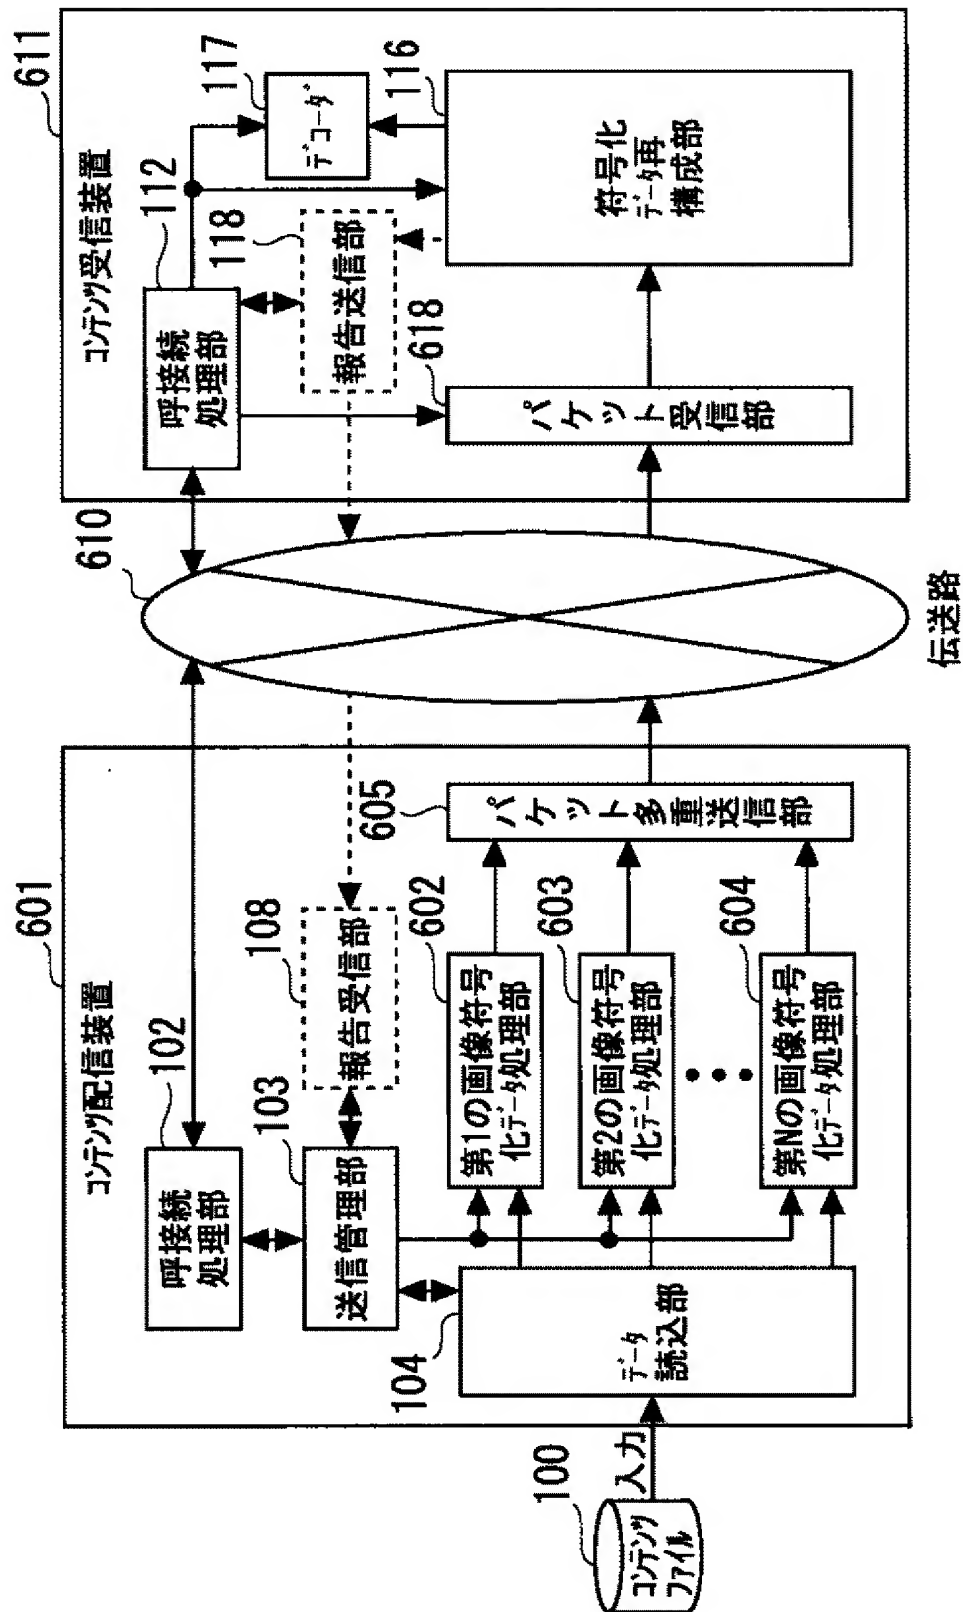 601
コンテンツ配信装置
102
呼接続
処理部
103
送信管理部
108
報告受信部
104
データ
読込部
100
コンテンツ
ファイル
入力
602
第1の画像符号
化データ処理部
603
第2の画像符号
化データ処理部
604
第Nの画像符号
化データ処理部
605
パケット多重送信部
610
伝送路
611
コンテンツ受信装置
112
呼接続
処理部
118
報告送信部
117
デコーダ
116
符号化
データ再
構成部
618
パケット受信部